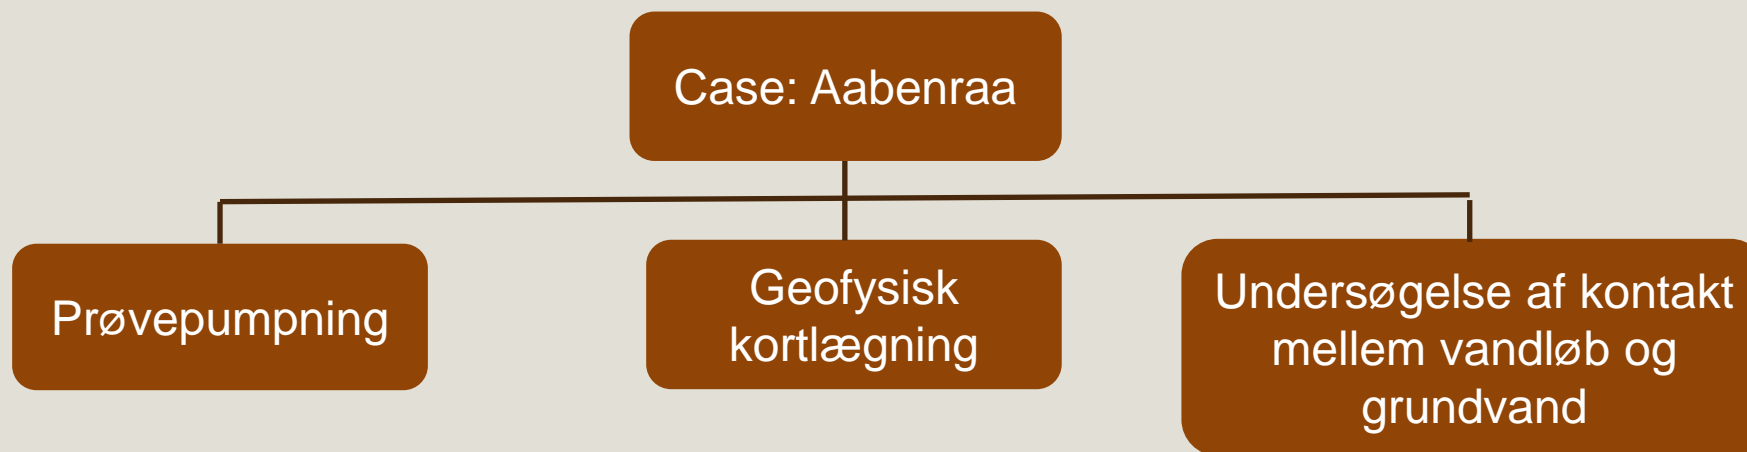 Case: Aabenraa
Prøvepumpning
Geofysisk
kortlægning
Undersøgelse af kontakt
mellem vandløb og
grundvand